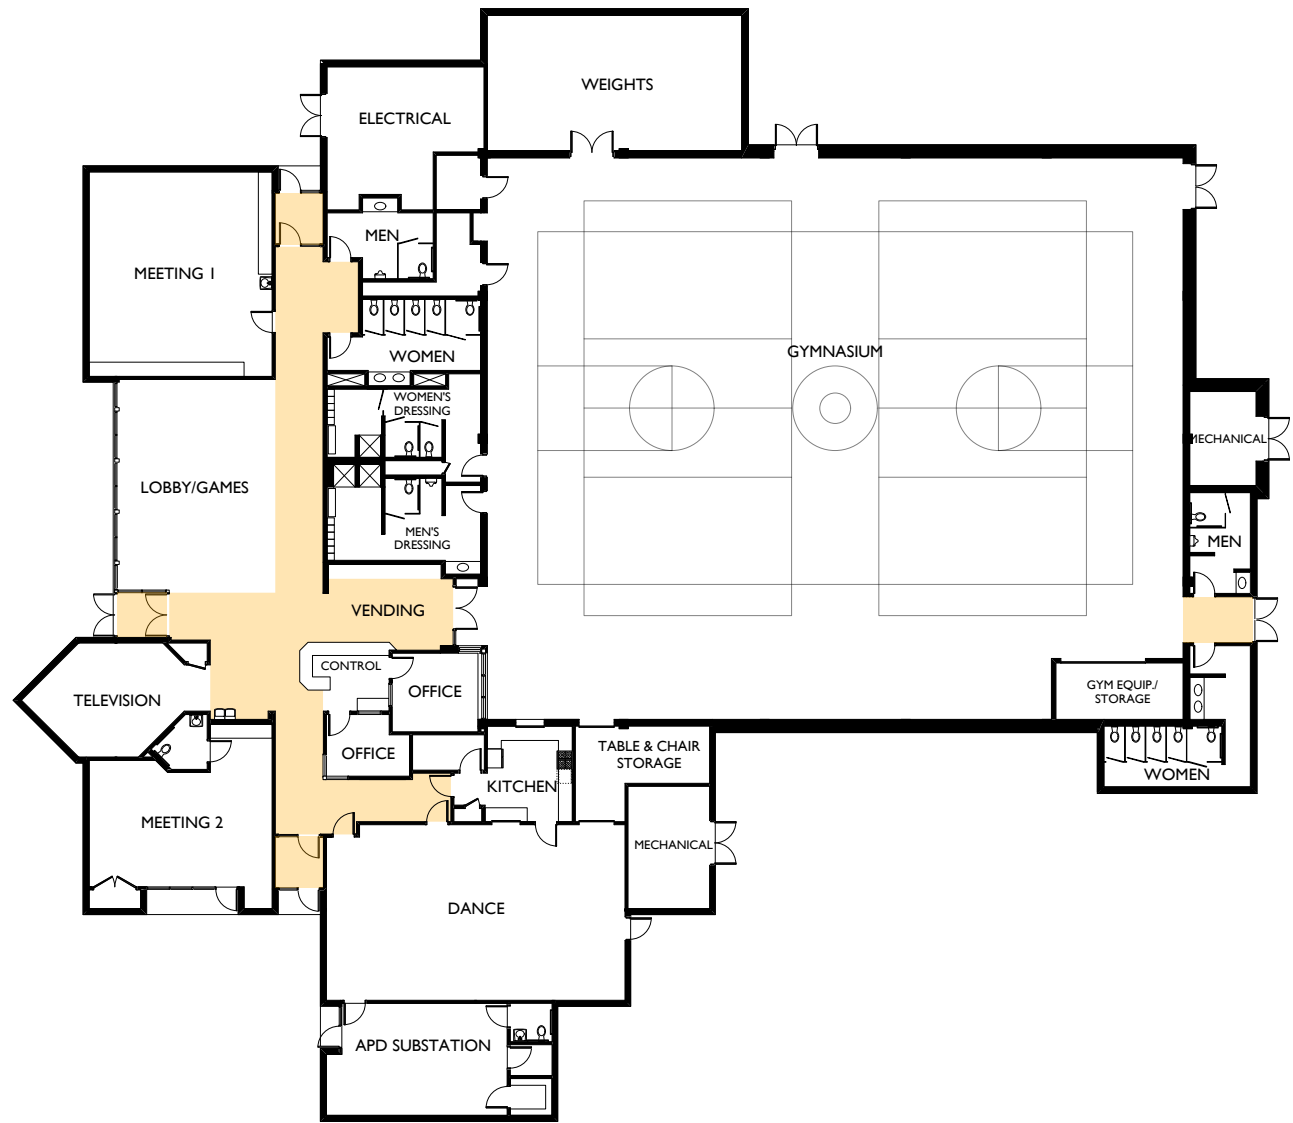 WEIGHTS
ELECTRICAL
MEN
MEETING 1
WOMEN
GYMNASIUM
WOMEN'S
DRESSING
MECHANICAL
LOBBY/GAMES
MEN'S
DRESSING
MEN
VENDING
CONTROL
OFFICE
TELEVISION
GYM EQUIP./
STORAGE
OFFICE
TABLE & CHAIR
STORAGE
WOMEN
KITCHEN
MEETING 2
MECHANICAL
DANCE
APD SUBSTATION